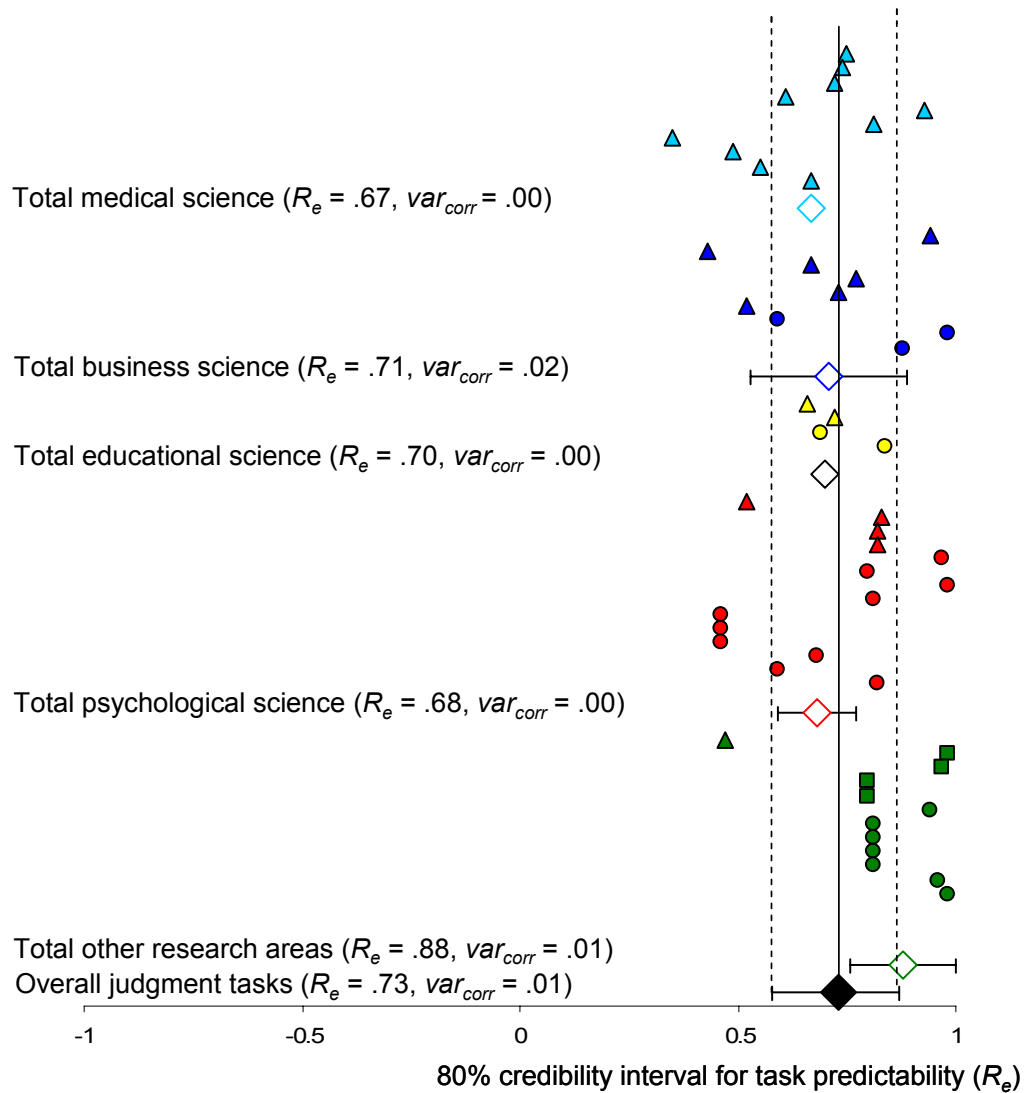 Total medical science (Re = .67, varcorr = .00)
Total business science (Re = .71, varcorr = .02)
Total educational science (Re = .70, varcorr = .00)
Total psychological science (Re = .68, varcorr = .00)
Total other research areas (Re = .88, varcorr = .01)
Overall judgment tasks (Re = .73, varcorr = .01)
-1 -0.5 0 0.5 1
80% credibility interval for task predictability (Re)